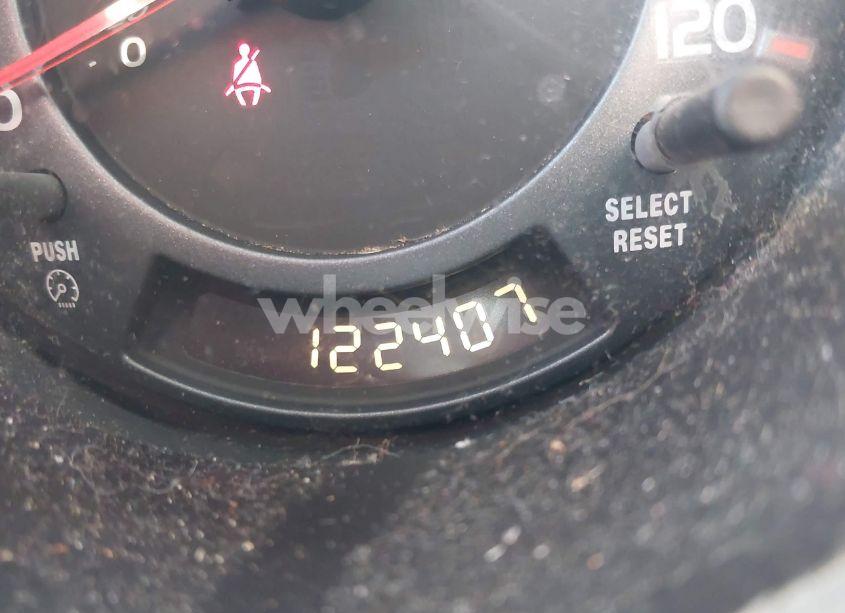 0
120
SELECT
RESET
PUSH
wheelwise
122407